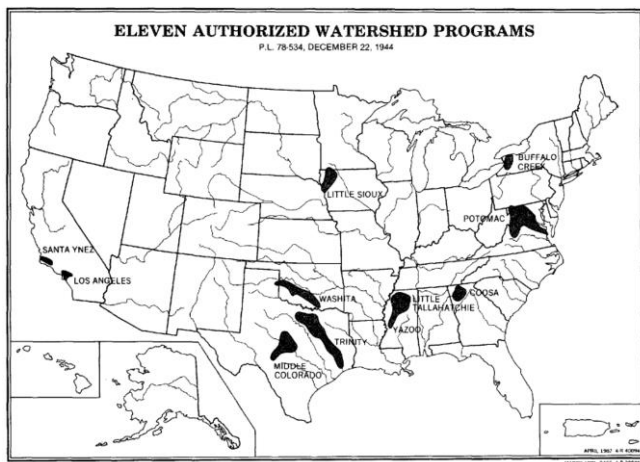 ELEVEN AUTHORIZED WATERSHED PROGRAMS
P.L. 78-534, DECEMBER 22, 1944
BUFFALO
CREEK
LITTLE SIOUX
POTOMAC
SANTA YNEZ
LOS ANGELES
WASHITA
LITTLE
TALLAHATCHIE
COOSA
YAZOO
TRINITY
MIDDLE
COLORADO